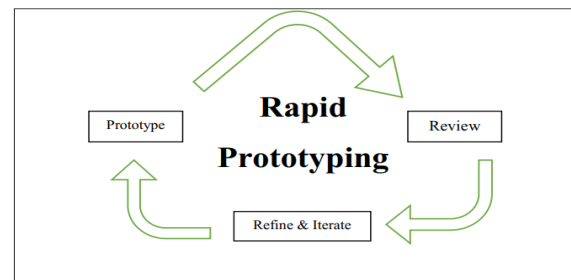 Rapid
Prototyping
Prototype
Review
Refine & Iterate